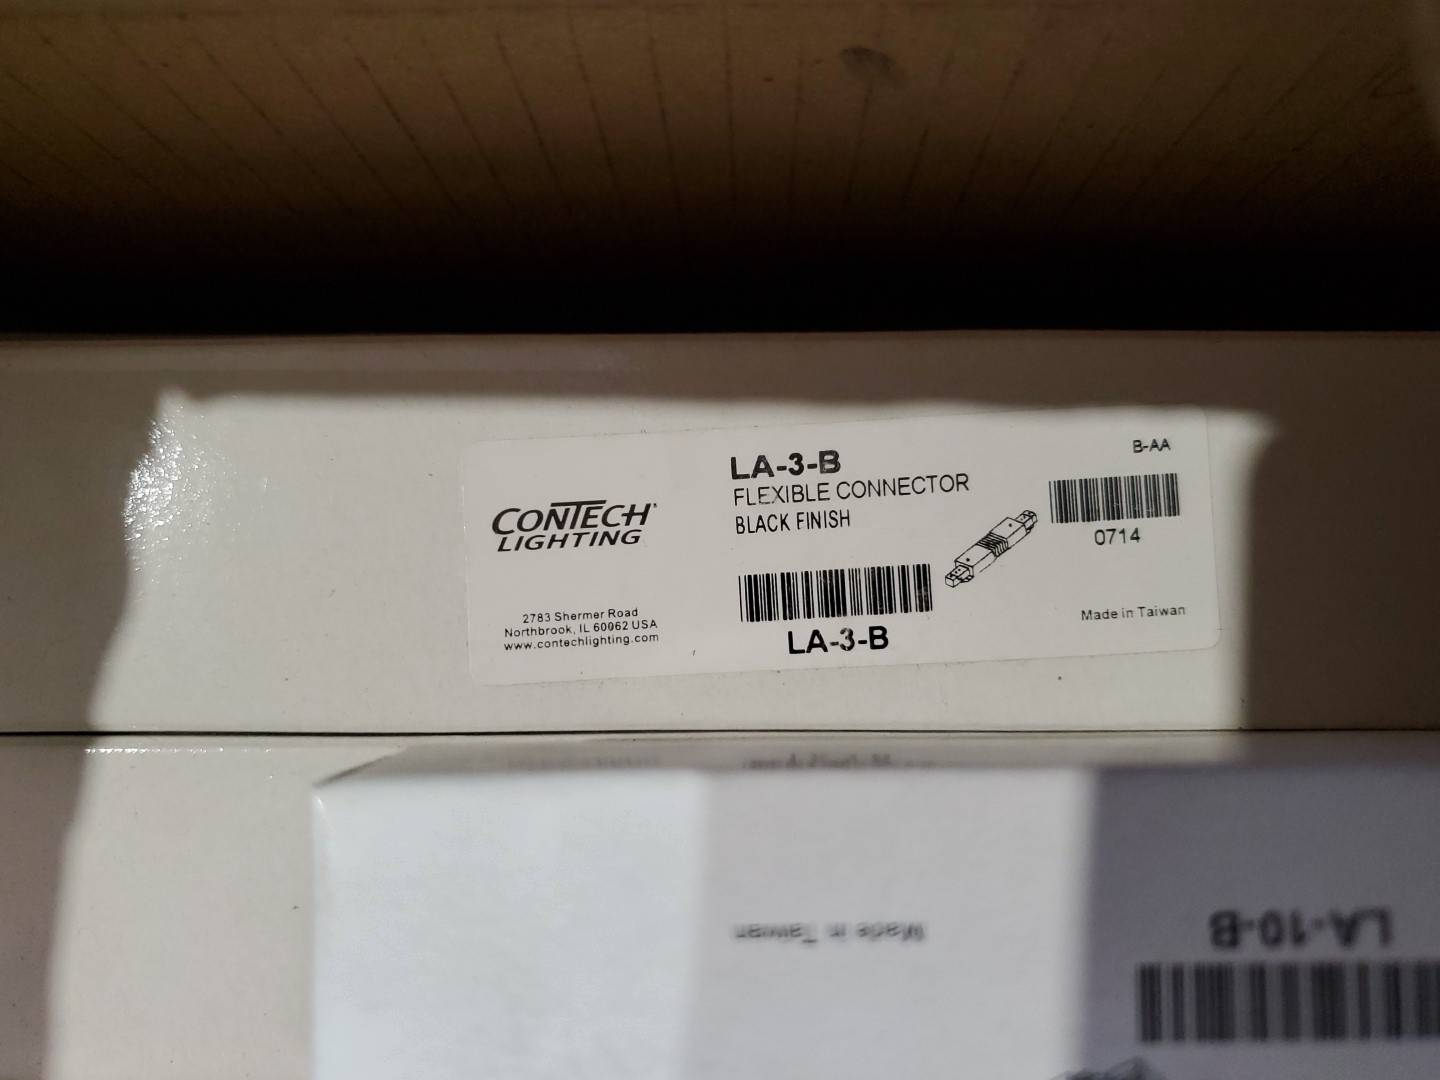 CONTECH
LIGHTING
2783 Shermer Road
Northbrook, IL 60062 USA
www.contechlighting.com
LA-3-B
FLEXIBLE CONNECTOR
BLACK FINISH
LA-3-B
B-AA
0714
Made in Taiwan
Made in Taiwan
LA-10-B